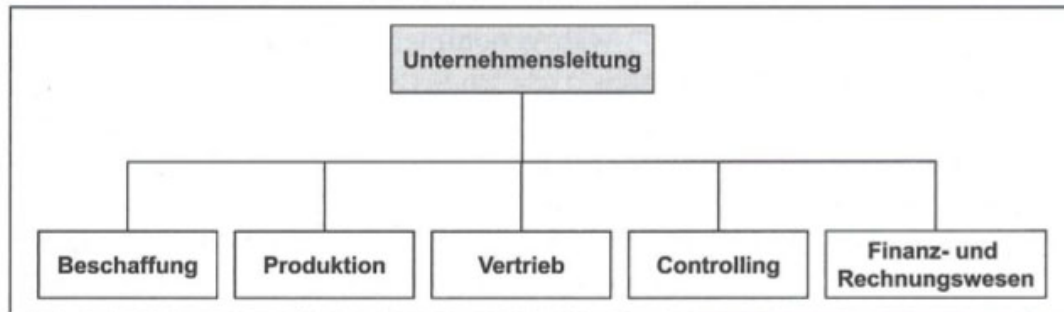 Unternehmensleitung
Beschaffung
Produktion
Vertrieb
Controlling
Finanz- und
Rechnungswesen